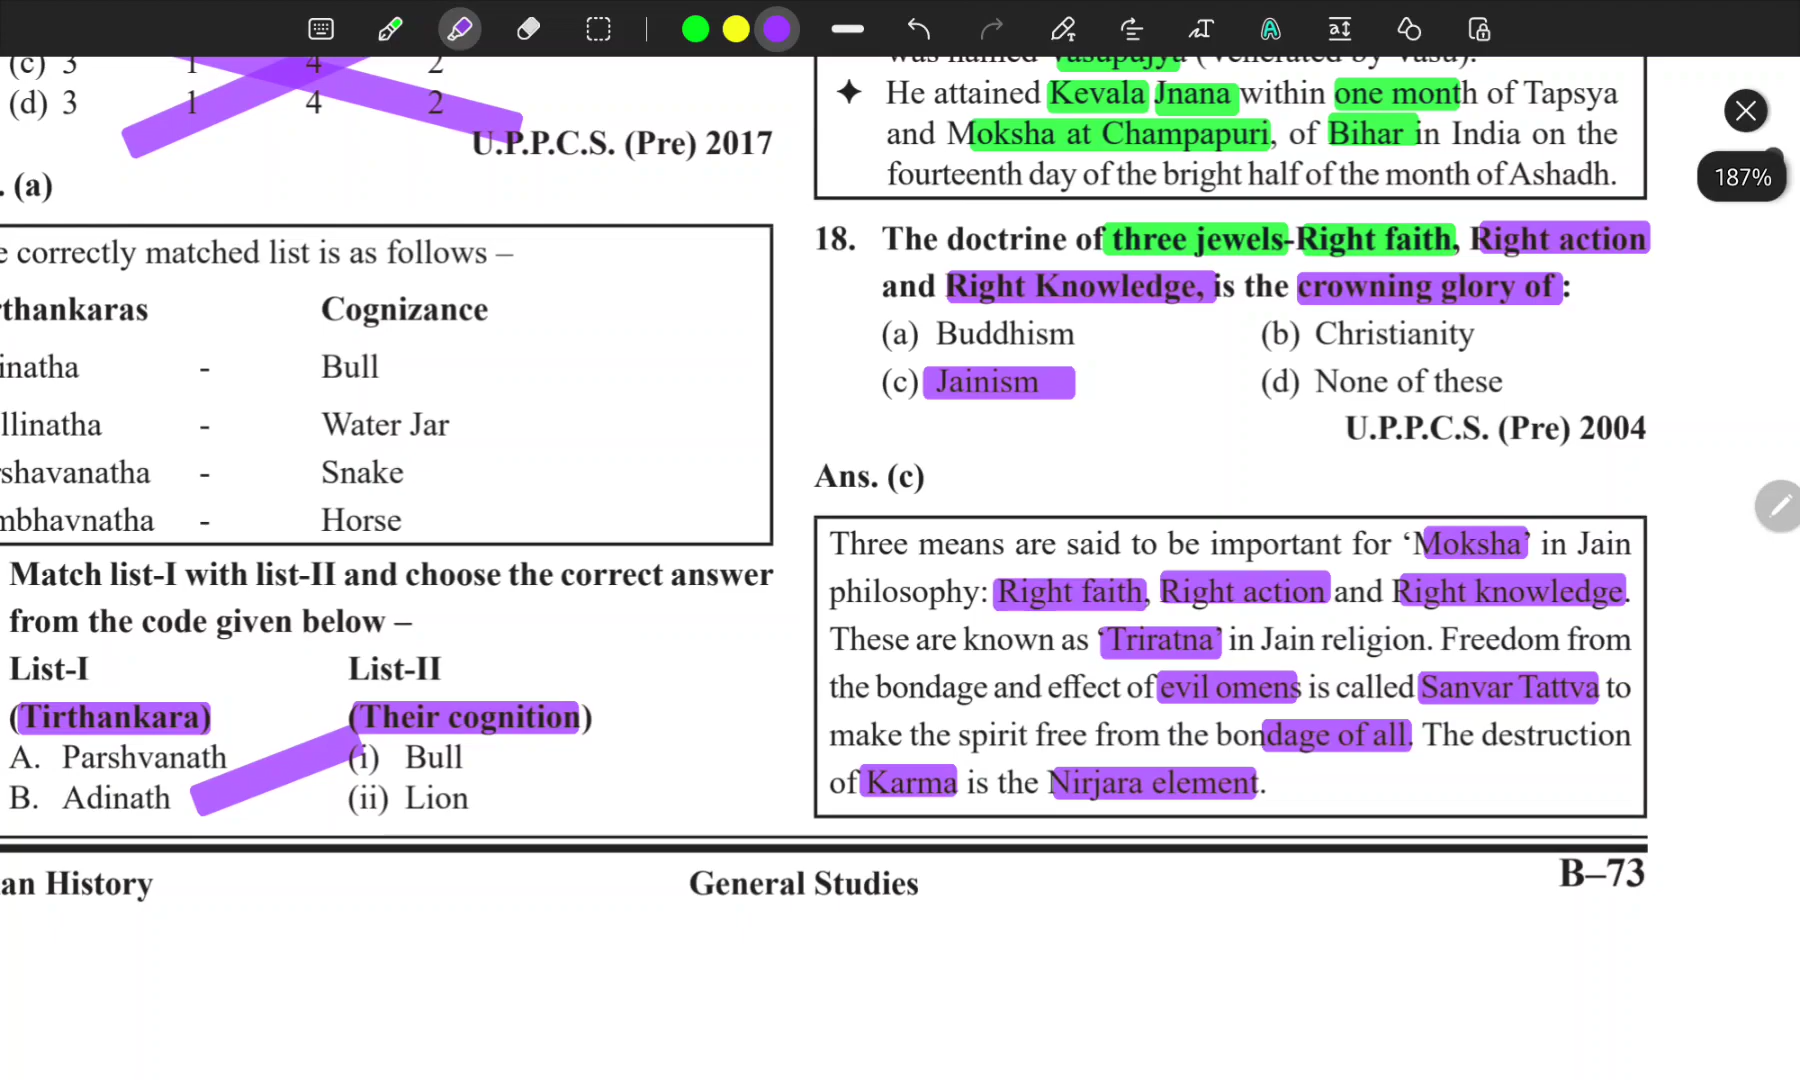 (c) 3 1 4 2
(d) 3 1 4 2
U.P.P.C.S. (Pre) 2017
. (a)
e correctly matched list is as follows –
rthankaras Cognizance
inatha - Bull
llinatha - Water Jar
rshavanatha - Snake
mbhavnatha - Horse
Match list-I with list-II and choose the correct answer
from the code given below –
List-I List-II
(Tirthankara) (Their cognition)
A. Parshvanath (i) Bull
B. Adinath (ii) Lion
was named Vasupujya (venerated by Vasu).
He attained Kevala Jnana within one month of Tapsya
and Moksha at Champapuri, of Bihar in India on the
fourteenth day of the bright half of the month of Ashadh.
18. The doctrine of three jewels-Right faith, Right action
and Right Knowledge, is the crowning glory of :
(a) Buddhism (b) Christianity
(c) Jainism (d) None of these
U.P.P.C.S. (Pre) 2004
Ans. (c)
Three means are said to be important for ‘Moksha’ in Jain
philosophy: Right faith, Right action and Right knowledge.
These are known as ‘Triratna’ in Jain religion. Freedom from
the bondage and effect of evil omens is called Sanvar Tattva to
make the spirit free from the bondage of all. The destruction
of Karma is the Nirjara element.
an History General Studies B–73
187%